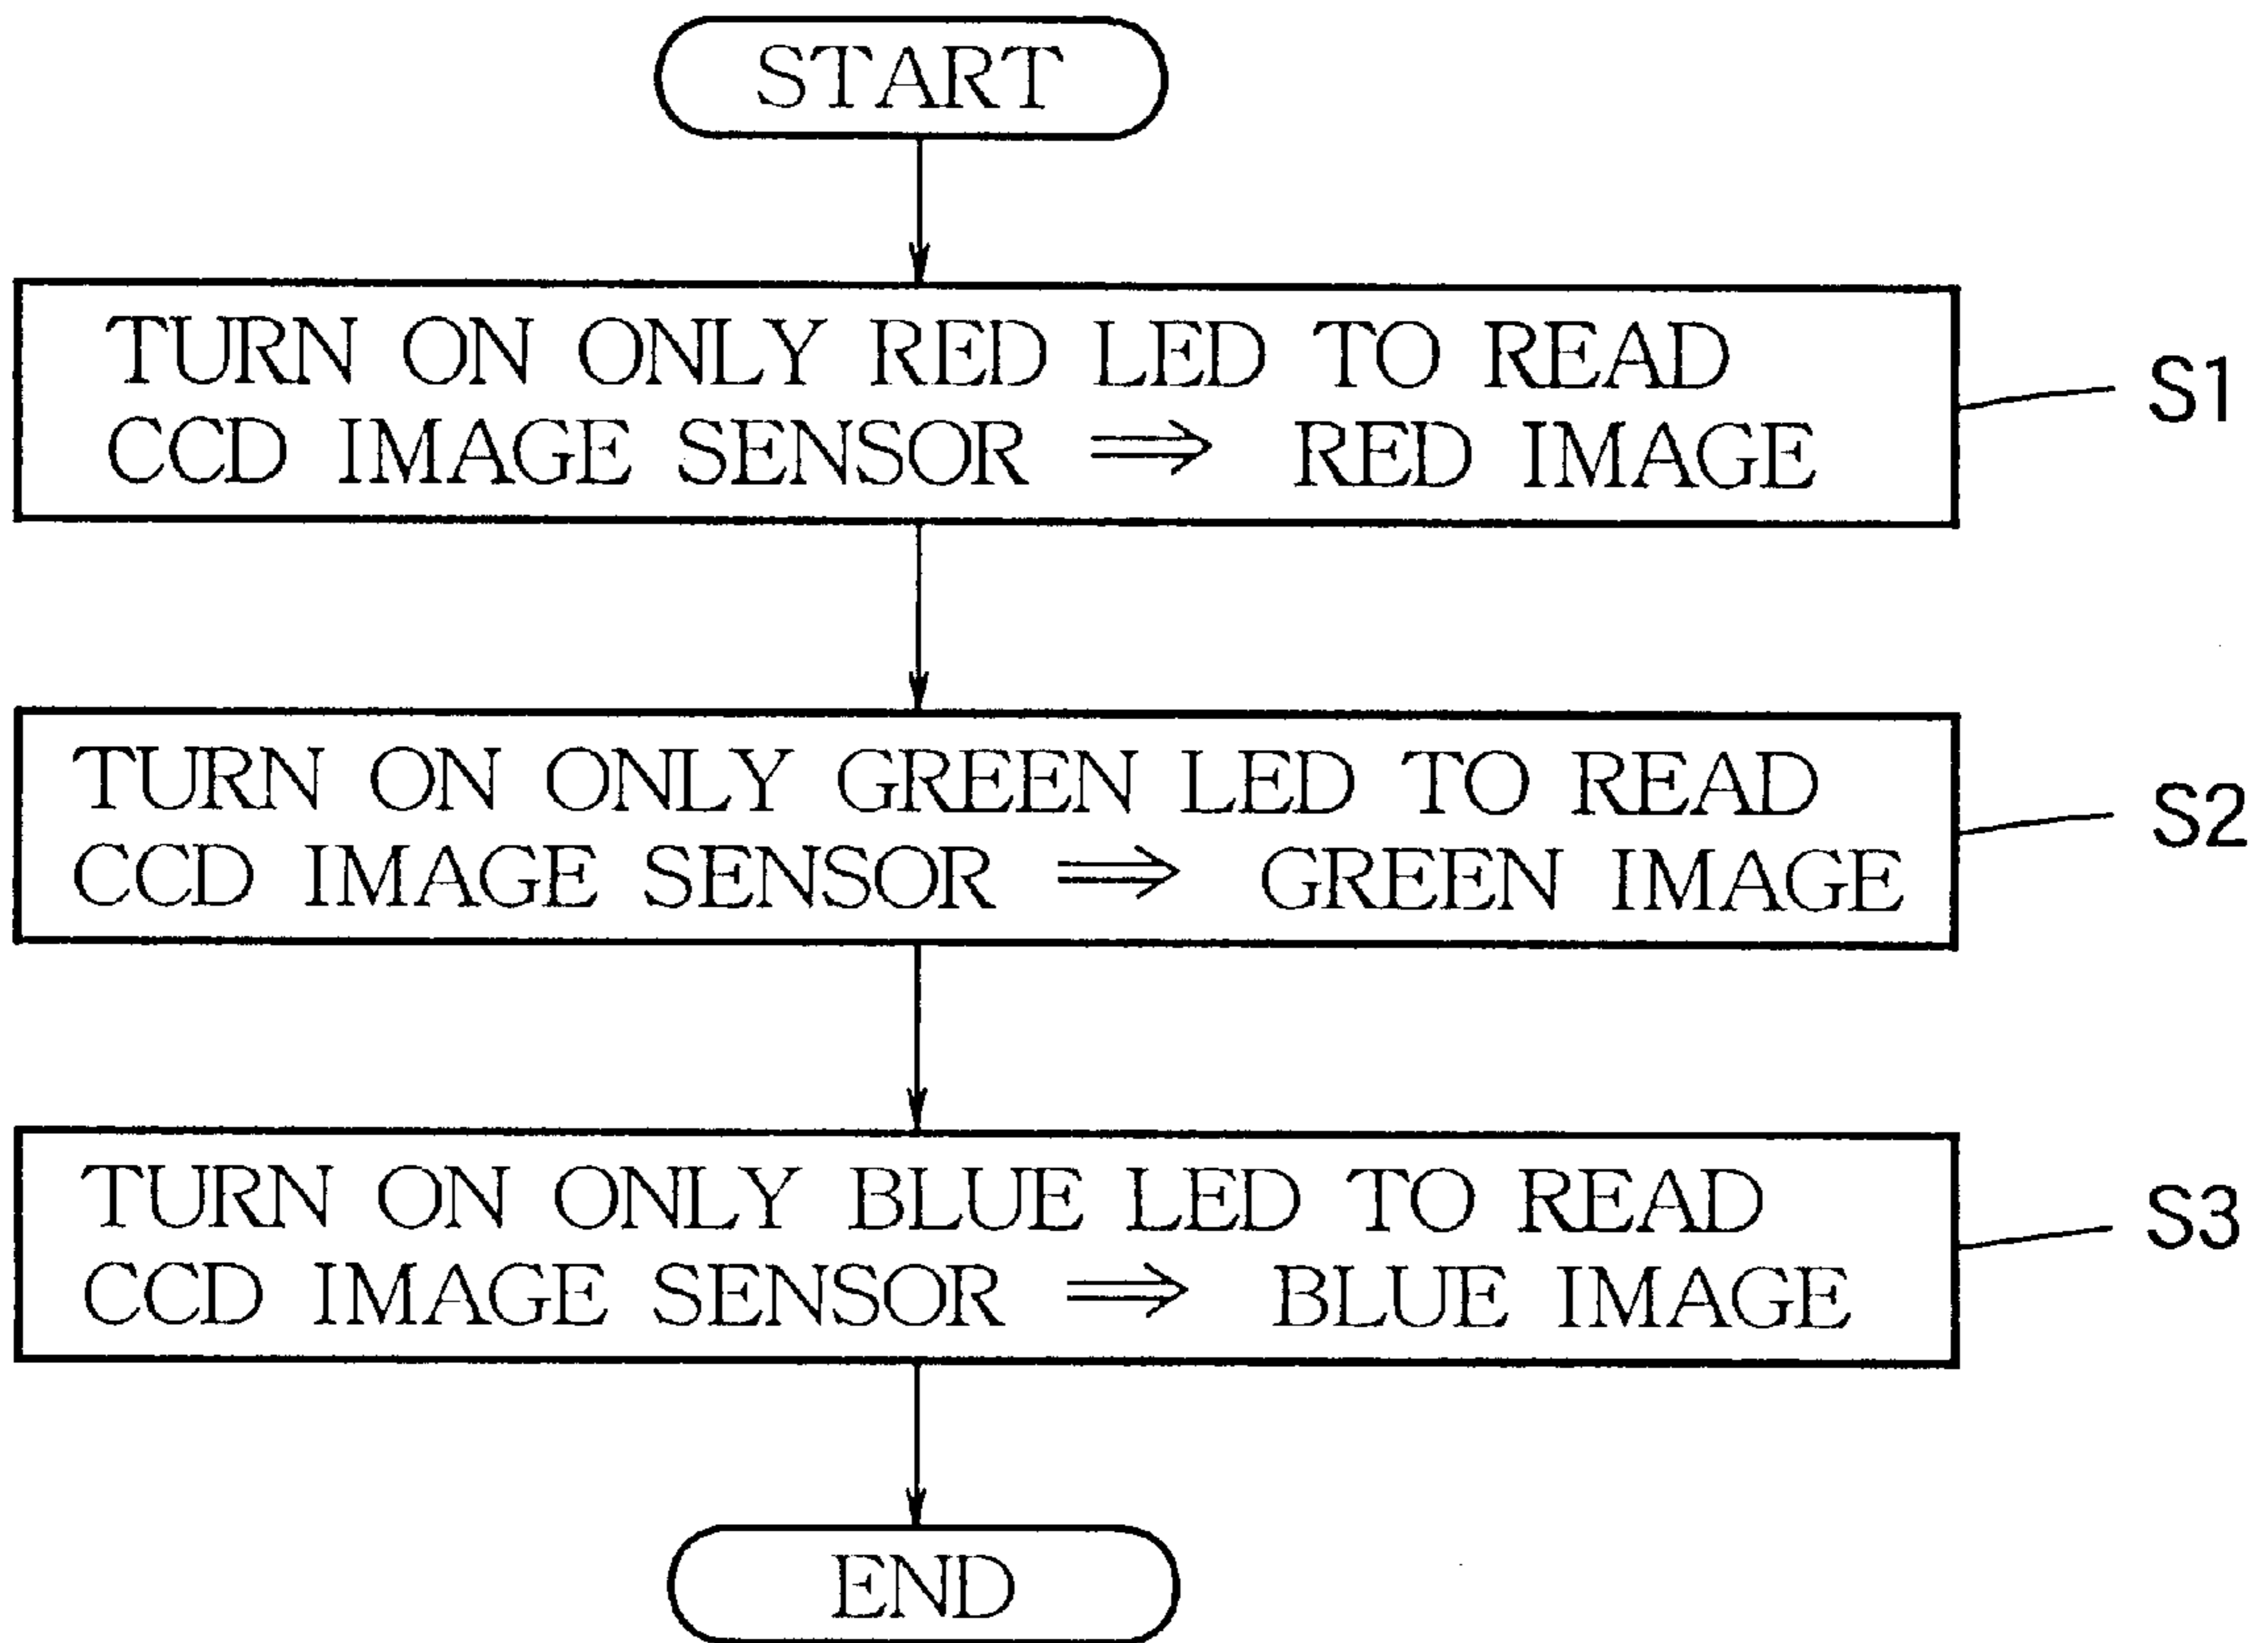 START
TURN ON ONLY RED LED TO READ
CCD IMAGE SENSOR ⇒ RED IMAGE
S1
TURN ON ONLY GREEN LED TO READ
CCD IMAGE SENSOR ⇒ GREEN IMAGE
S2
TURN ON ONLY BLUE LED TO READ
CCD IMAGE SENSOR ⇒ BLUE IMAGE
S3
END